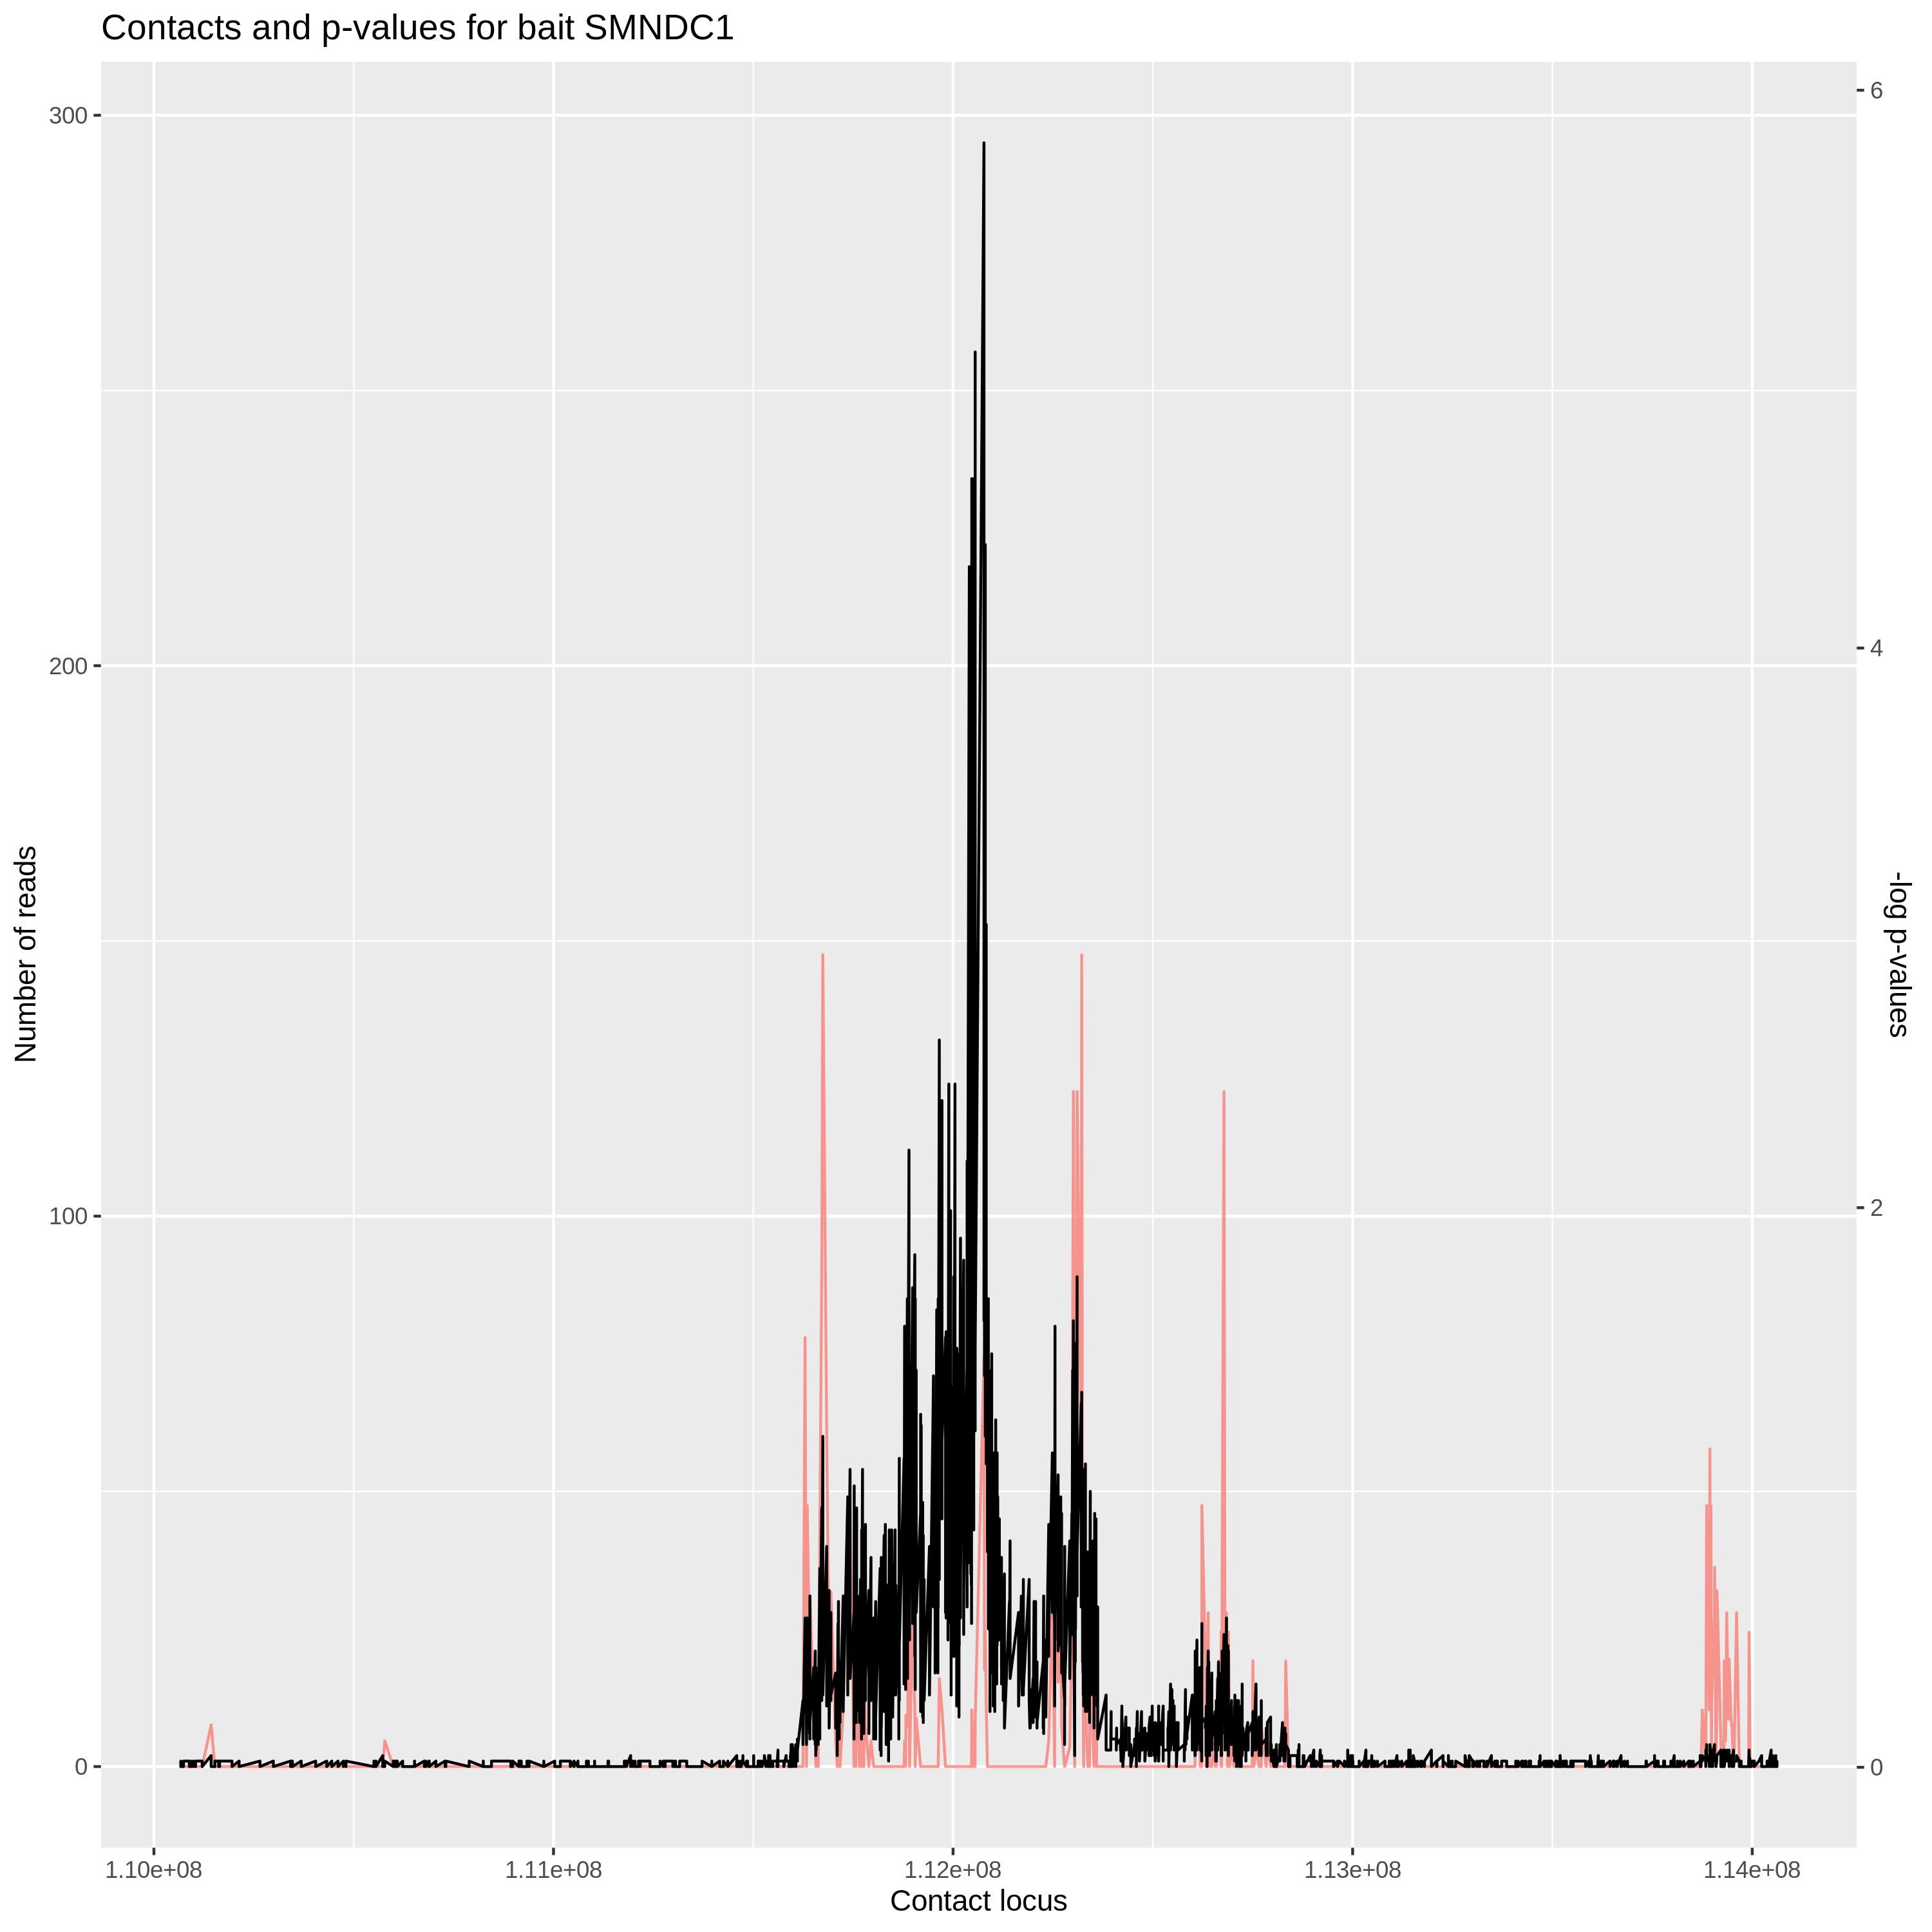 Contacts and p-values for bait SMNDC1
300
200
100
0
Number of reads
6
4
2
0
-log p-values
1.10e+08 1.11e+08 1.12e+08 1.13e+08 1.14e+08
Contact locus